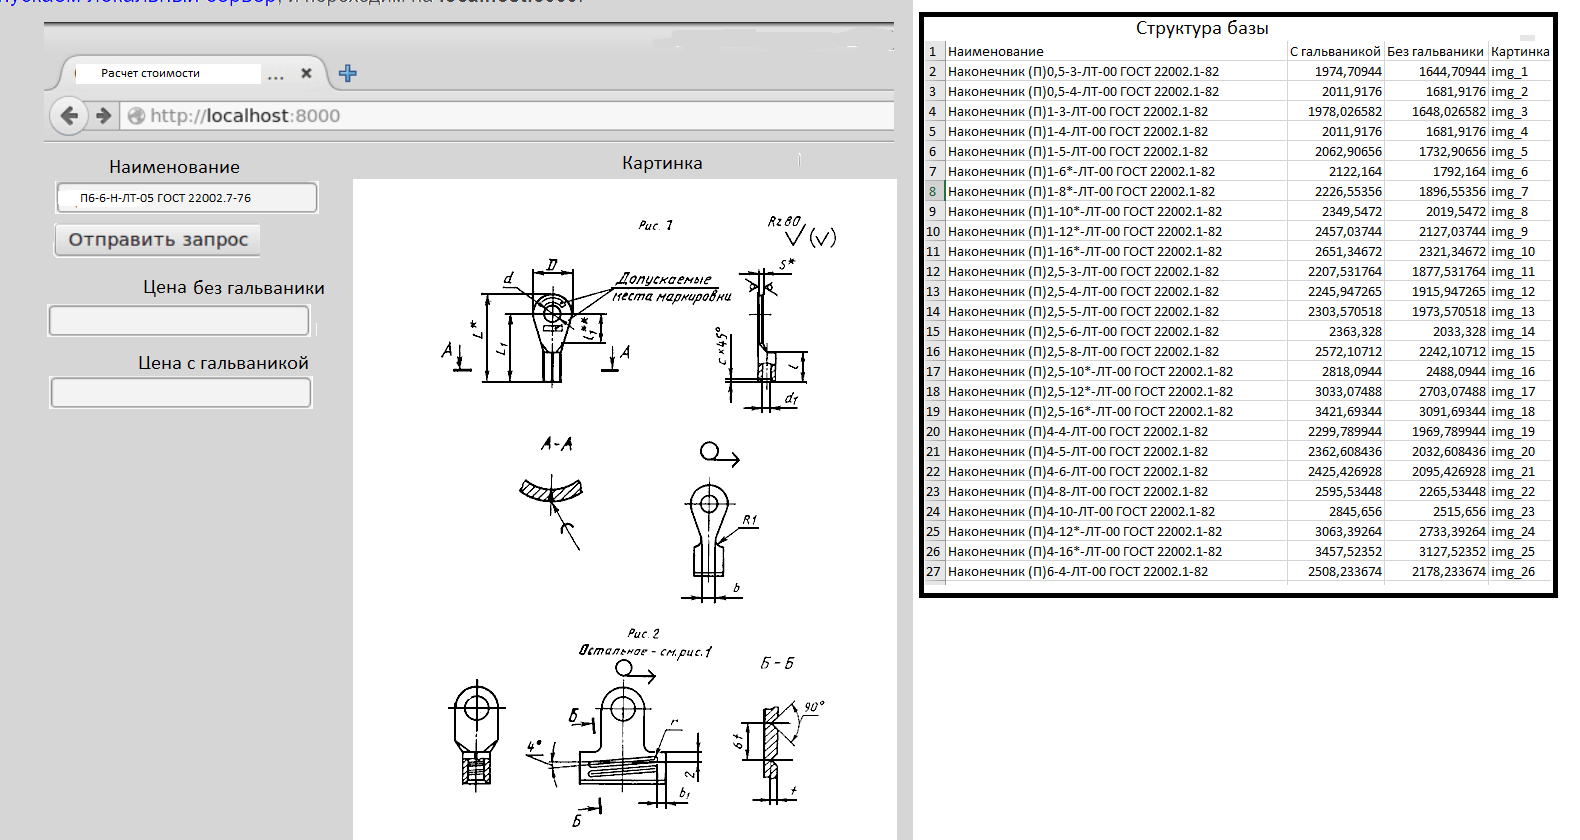 пускаем локальный сервер, и переходим на localhost:8000.
Расчет стоимости ...
http://localhost:8000
Наименование
П6-6-Н-ЛТ-05 ГОСТ 22002.7-76
Отправить запрос
Цена без гальваники
Цена с гальваникой
Картинка
Рис. 1
Rz80
(√)
D
d
Допускаемые
места маркировки
s*
L*
L₁
l₁**
A
A
c×45°
l
d₁
A-A
r
R1
b
Рис. 2
Остальное - см. рис. 1
Б-Б
Б
r
4°
2
b₁
Б
90°
6t
t
Структура базы
1 Наименование С гальваникой Без гальваники Картинка
2 Наконечник (П)0,5-3-ЛТ-00 ГОСТ 22002.1-82 1974,70944 1644,70944 img_1
3 Наконечник (П)0,5-4-ЛТ-00 ГОСТ 22002.1-82 2011,9176 1681,9176 img_2
4 Наконечник (П)1-3-ЛТ-00 ГОСТ 22002.1-82 1978,026582 1648,026582 img_3
5 Наконечник (П)1-4-ЛТ-00 ГОСТ 22002.1-82 2011,9176 1681,9176 img_4
6 Наконечник (П)1-5-ЛТ-00 ГОСТ 22002.1-82 2062,90656 1732,90656 img_5
7 Наконечник (П)1-6*-ЛТ-00 ГОСТ 22002.1-82 2122,164 1792,164 img_6
8 Наконечник (П)1-8*-ЛТ-00 ГОСТ 22002.1-82 2226,55356 1896,55356 img_7
9 Наконечник (П)1-10*-ЛТ-00 ГОСТ 22002.1-82 2349,5472 2019,5472 img_8
10 Наконечник (П)1-12*-ЛТ-00 ГОСТ 22002.1-82 2457,03744 2127,03744 img_9
11 Наконечник (П)1-16*-ЛТ-00 ГОСТ 22002.1-82 2651,34672 2321,34672 img_10
12 Наконечник (П)2,5-3-ЛТ-00 ГОСТ 22002.1-82 2207,531764 1877,531764 img_11
13 Наконечник (П)2,5-4-ЛТ-00 ГОСТ 22002.1-82 2245,947265 1915,947265 img_12
14 Наконечник (П)2,5-5-ЛТ-00 ГОСТ 22002.1-82 2303,570518 1973,570518 img_13
15 Наконечник (П)2,5-6-ЛТ-00 ГОСТ 22002.1-82 2363,328 2033,328 img_14
16 Наконечник (П)2,5-8-ЛТ-00 ГОСТ 22002.1-82 2572,10712 2242,10712 img_15
17 Наконечник (П)2,5-10*-ЛТ-00 ГОСТ 22002.1-82 2818,0944 2488,0944 img_16
18 Наконечник (П)2,5-12*-ЛТ-00 ГОСТ 22002.1-82 3033,07488 2703,07488 img_17
19 Наконечник (П)2,5-16*-ЛТ-00 ГОСТ 22002.1-82 3421,69344 3091,69344 img_18
20 Наконечник (П)4-4-ЛТ-00 ГОСТ 22002.1-82 2299,789944 1969,789944 img_19
21 Наконечник (П)4-5-ЛТ-00 ГОСТ 22002.1-82 2362,608436 2032,608436 img_20
22 Наконечник (П)4-6-ЛТ-00 ГОСТ 22002.1-82 2425,426928 2095,426928 img_21
23 Наконечник (П)4-8-ЛТ-00 ГОСТ 22002.1-82 2595,53448 2265,53448 img_22
24 Наконечник (П)4-10-ЛТ-00 ГОСТ 22002.1-82 2845,656 2515,656 img_23
25 Наконечник (П)4-12*-ЛТ-00 ГОСТ 22002.1-82 3063,39264 2733,39264 img_24
26 Наконечник (П)4-16*-ЛТ-00 ГОСТ 22002.1-82 3457,52352 3127,52352 img_25
27 Наконечник (П)6-4-ЛТ-00 ГОСТ 22002.1-82 2508,233674 2178,233674 img_26